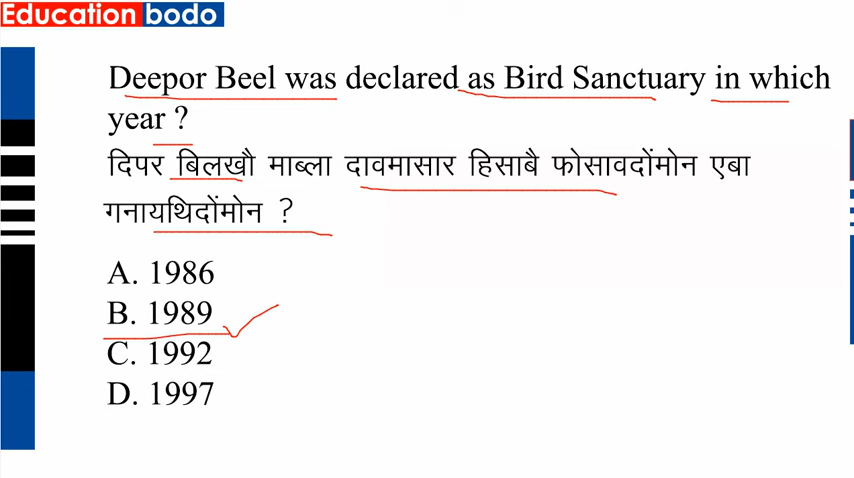 Education bodo
Deepor Beel was declared as Bird Sanctuary in which
year ?
दिपर बिलखौ माब्ला दावमासार हिसाबै फोसावदोंमोन एबा
गनायथिदोंमोन ?
A. 1986
B. 1989
C. 1992
D. 1997